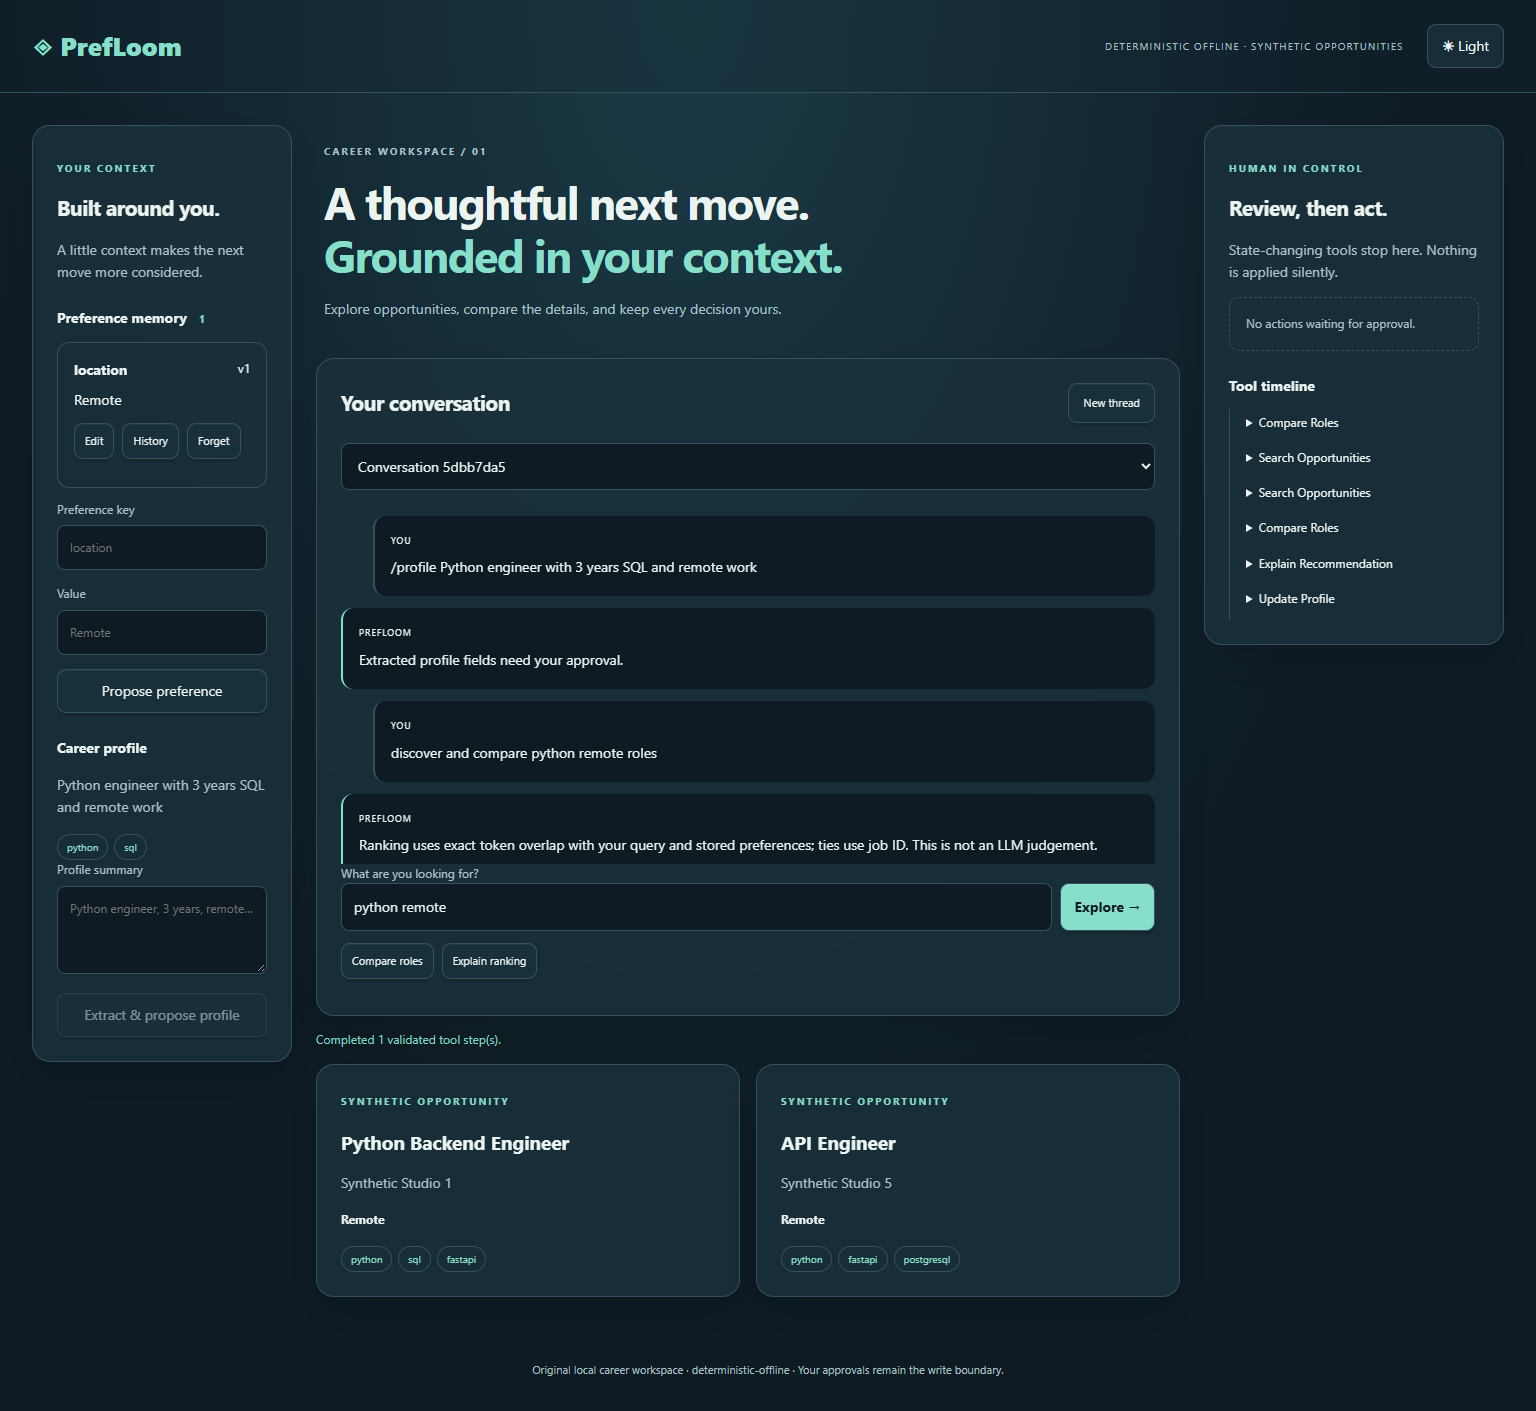 ◈ PrefLoom
DETERMINISTIC OFFLINE · SYNTHETIC OPPORTUNITIES
☀ Light
YOUR CONTEXT
Built around you.
A little context makes the next
move more considered.
Preference memory 1
location v1
Remote
Edit History Forget
Preference key
location
Value
Remote
Propose preference
Career profile
Python engineer with 3 years SQL
and remote work
python sql
Profile summary
Python engineer, 3 years, remote...
Extract & propose profile
CAREER WORKSPACE / 01
A thoughtful next move.
Grounded in your context.
Explore opportunities, compare the details, and keep every decision yours.
Your conversation
New thread
Conversation 5dbb7da5
YOU
/profile Python engineer with 3 years SQL and remote work
PREFLOOM
Extracted profile fields need your approval.
YOU
discover and compare python remote roles
PREFLOOM
Ranking uses exact token overlap with your query and stored preferences; ties use job ID. This is not an LLM judgement.
What are you looking for?
python remote
Explore →
Compare roles Explain ranking
Completed 1 validated tool step(s).
SYNTHETIC OPPORTUNITY
Python Backend Engineer
Synthetic Studio 1
Remote
python sql fastapi
SYNTHETIC OPPORTUNITY
API Engineer
Synthetic Studio 5
Remote
python fastapi postgresql
HUMAN IN CONTROL
Review, then act.
State-changing tools stop here. Nothing
is applied silently.
No actions waiting for approval.
Tool timeline
▶ Compare Roles
▶ Search Opportunities
▶ Search Opportunities
▶ Compare Roles
▶ Explain Recommendation
▶ Update Profile
Original local career workspace · deterministic-offline · Your approvals remain the write boundary.